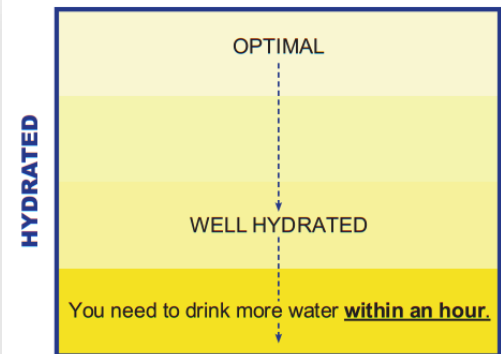 HYDRATED
OPTIMAL
WELL HYDRATED
You need to drink more water within an hour.